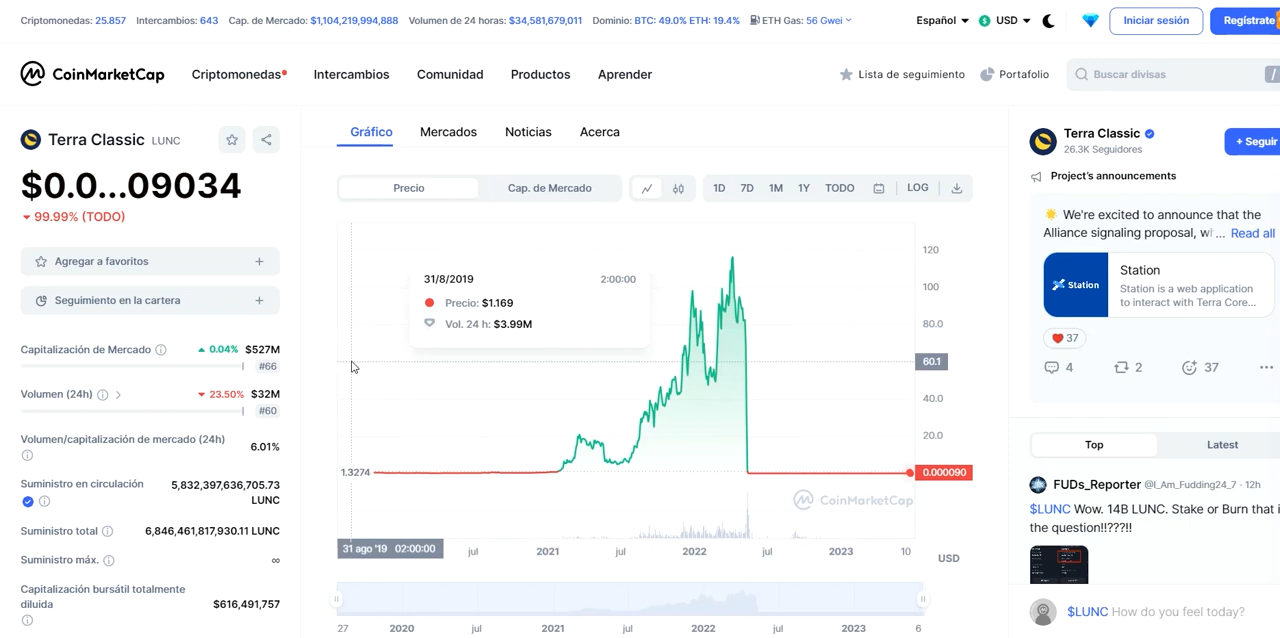 Criptomonedas: 25.857 Intercambios: 643 Cap. de Mercado: $1,104,219,994,888 Volumen de 24 horas: $34,581,679,011 Dominio: BTC: 49.0% ETH: 19.4% ETH Gas: 56 Gwei Español $ USD Iniciar sesión Regístrate
CoinMarketCap Criptomonedas Intercambios Comunidad Productos Aprender Lista de seguimiento Portafolio Buscar divisas /
Terra Classic LUNC
$0.0...09034
99.99% (TODO)
Agregar a favoritos +
Seguimiento en la cartera +
Capitalización de Mercado 0.04% $527M
#66
Volumen (24h) 23.50% $32M
#60
Volumen/capitalización de mercado (24h) 6.01%
Suministro en circulación 5,832,397,636,705.73
LUNC
Suministro total 6,846,461,817,930.11 LUNC
Suministro máx. ∞
Capitalización bursátil totalmente
diluida $616,491,757
Gráfico Mercados Noticias Acerca
Precio Cap. de Mercado 1D 7D 1M 1Y TODO LOG
31/8/2019 2:00:00
Precio: $1.169
Vol. 24 h: $3.99M
120
100
80.0
60.1
40.0
20.0
1.3274 0.000090
CoinMarketCap
31 ago '19 02:00:00 jul 2021 jul 2022 jul 2023 10
USD
27 2020 jul 2021 jul 2022 jul 2023 6
Terra Classic
26.3K Seguidores
+ Seguir
Project's announcements
We're excited to announce that the
Alliance signaling proposal, wh... Read all
Station
Station
Station is a web application
to interact with Terra Core...
37
4 2 37
Top Latest
FUDs_Reporter @I_Am_Fudding24_7 · 12h
$LUNC Wow. 14B LUNC. Stake or Burn that i
the question!!???!!
$LUNC How do you feel today?